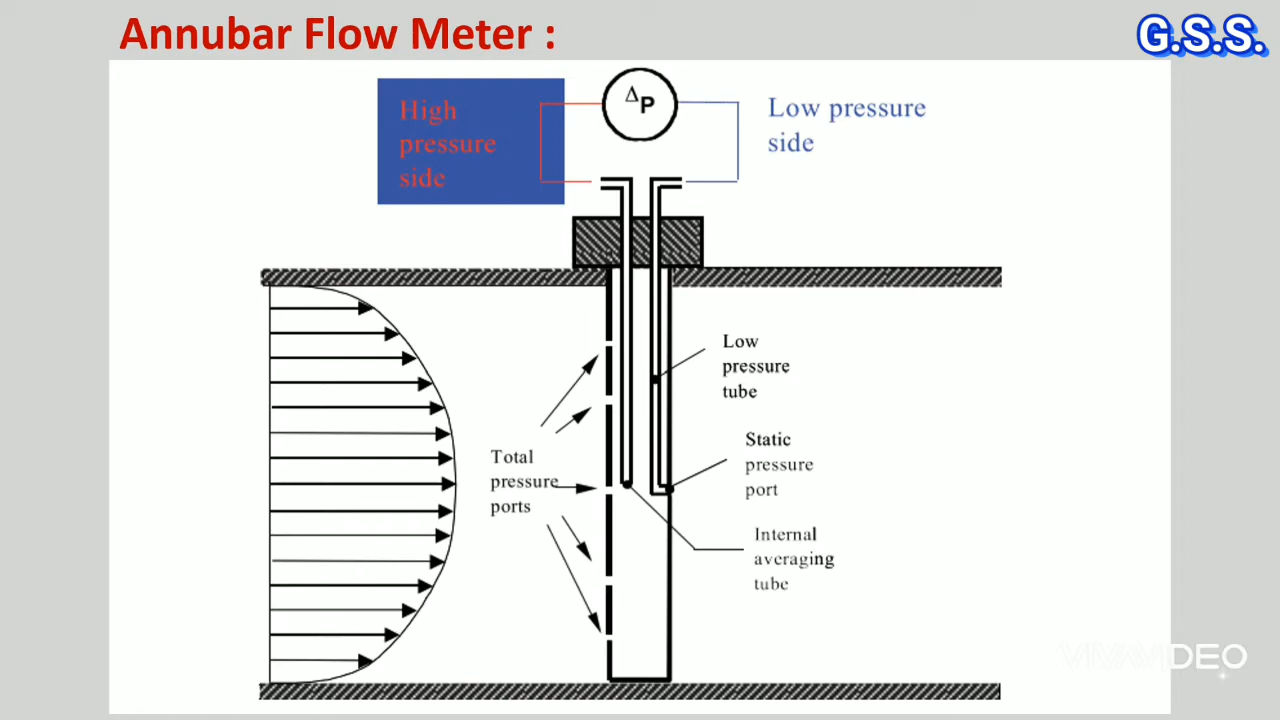 Annubar Flow Meter :
G.S.S.
High
pressure
side
ΔP
Low pressure
side
Low
pressure
tube
Static
pressure
port
Total
pressure
ports
Internal
averaging
tube
VIVAVIDEO